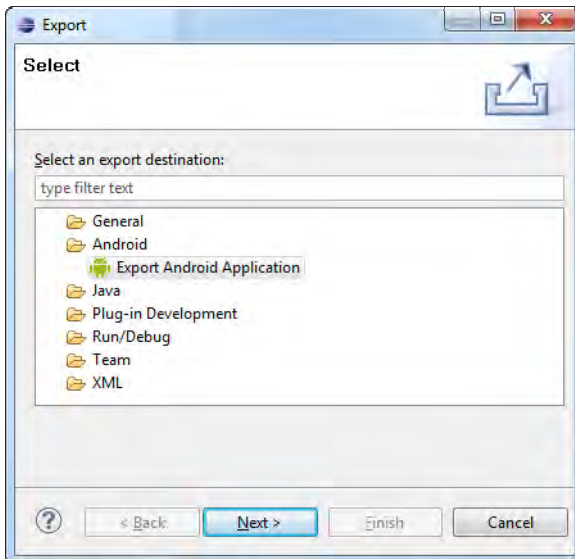 Export
Select
Select an export destination:
type filter text
General
Android
Export Android Application
Java
Plug-in Development
Run/Debug
Team
XML
? < Back Next > Finish Cancel